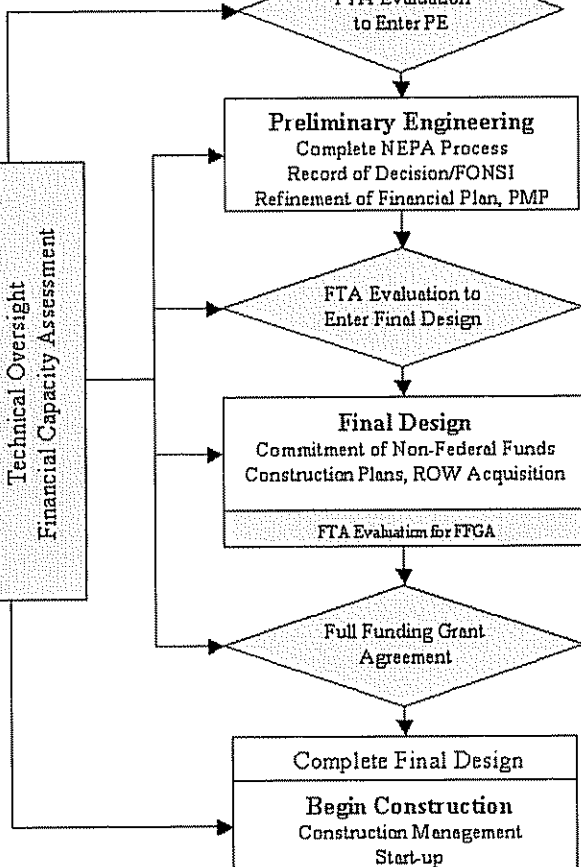 FTA Evaluation
to Enter PE
Preliminary Engineering
Complete NEPA Process
Record of Decision/FONSI
Refinement of Financial Plan, PMP
Technical Oversight
Financial Capacity Assessment
FTA Evaluation to
Enter Final Design
Final Design
Commitment of Non-Federal Funds
Construction Plans, ROW Acquisition
FTA Evaluation for FFGA
Full Funding Grant
Agreement
Complete Final Design
Begin Construction
Construction Management
Start-up